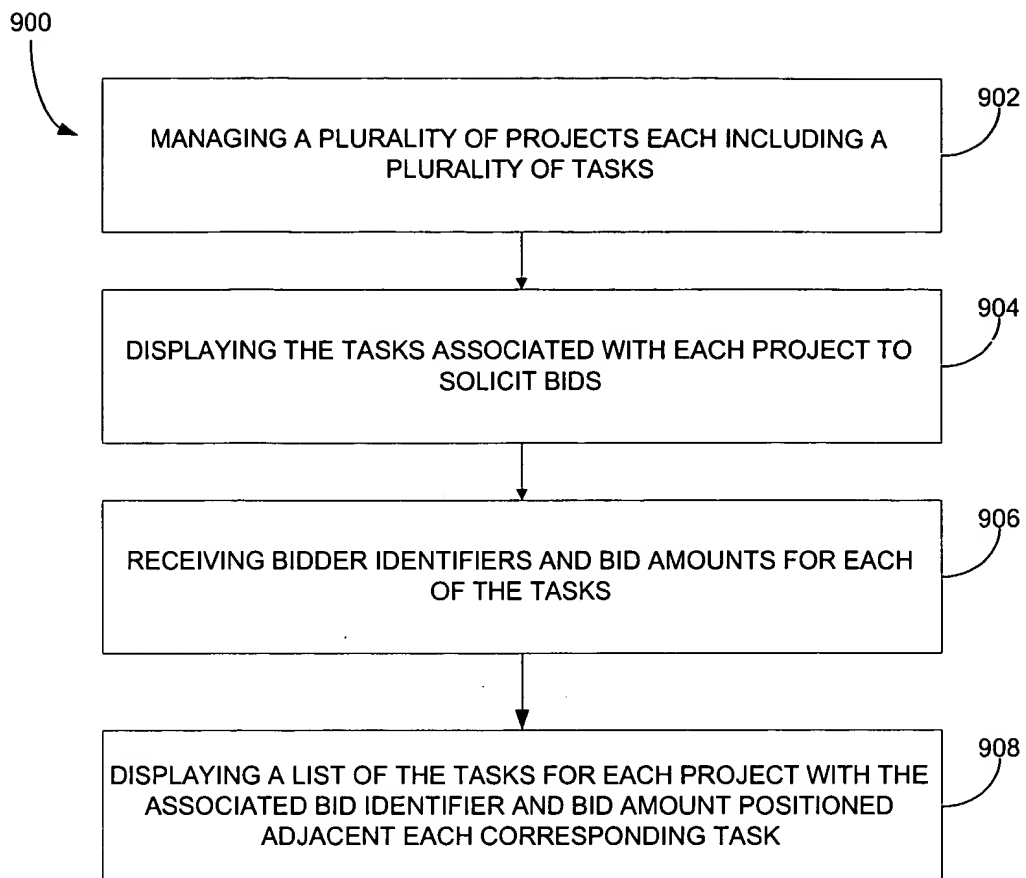 900
902
MANAGING A PLURALITY OF PROJECTS EACH INCLUDING A
PLURALITY OF TASKS
904
DISPLAYING THE TASKS ASSOCIATED WITH EACH PROJECT TO
SOLICIT BIDS
906
RECEIVING BIDDER IDENTIFIERS AND BID AMOUNTS FOR EACH
OF THE TASKS
908
DISPLAYING A LIST OF THE TASKS FOR EACH PROJECT WITH THE
ASSOCIATED BID IDENTIFIER AND BID AMOUNT POSITIONED
ADJACENT EACH CORRESPONDING TASK